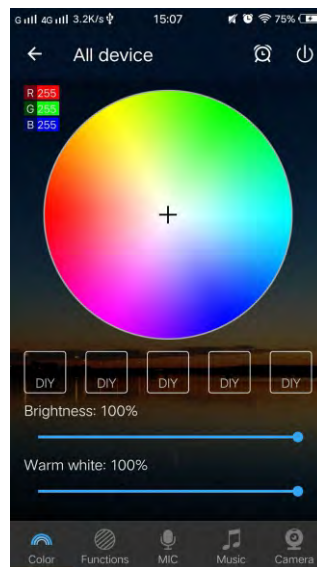 G 4G 3.2K/s 15:07 75%
All device
R 255
G 255
B 255
DIY DIY DIY DIY DIY
Brightness: 100%
Warm white: 100%
Color Functions MIC Music Camera